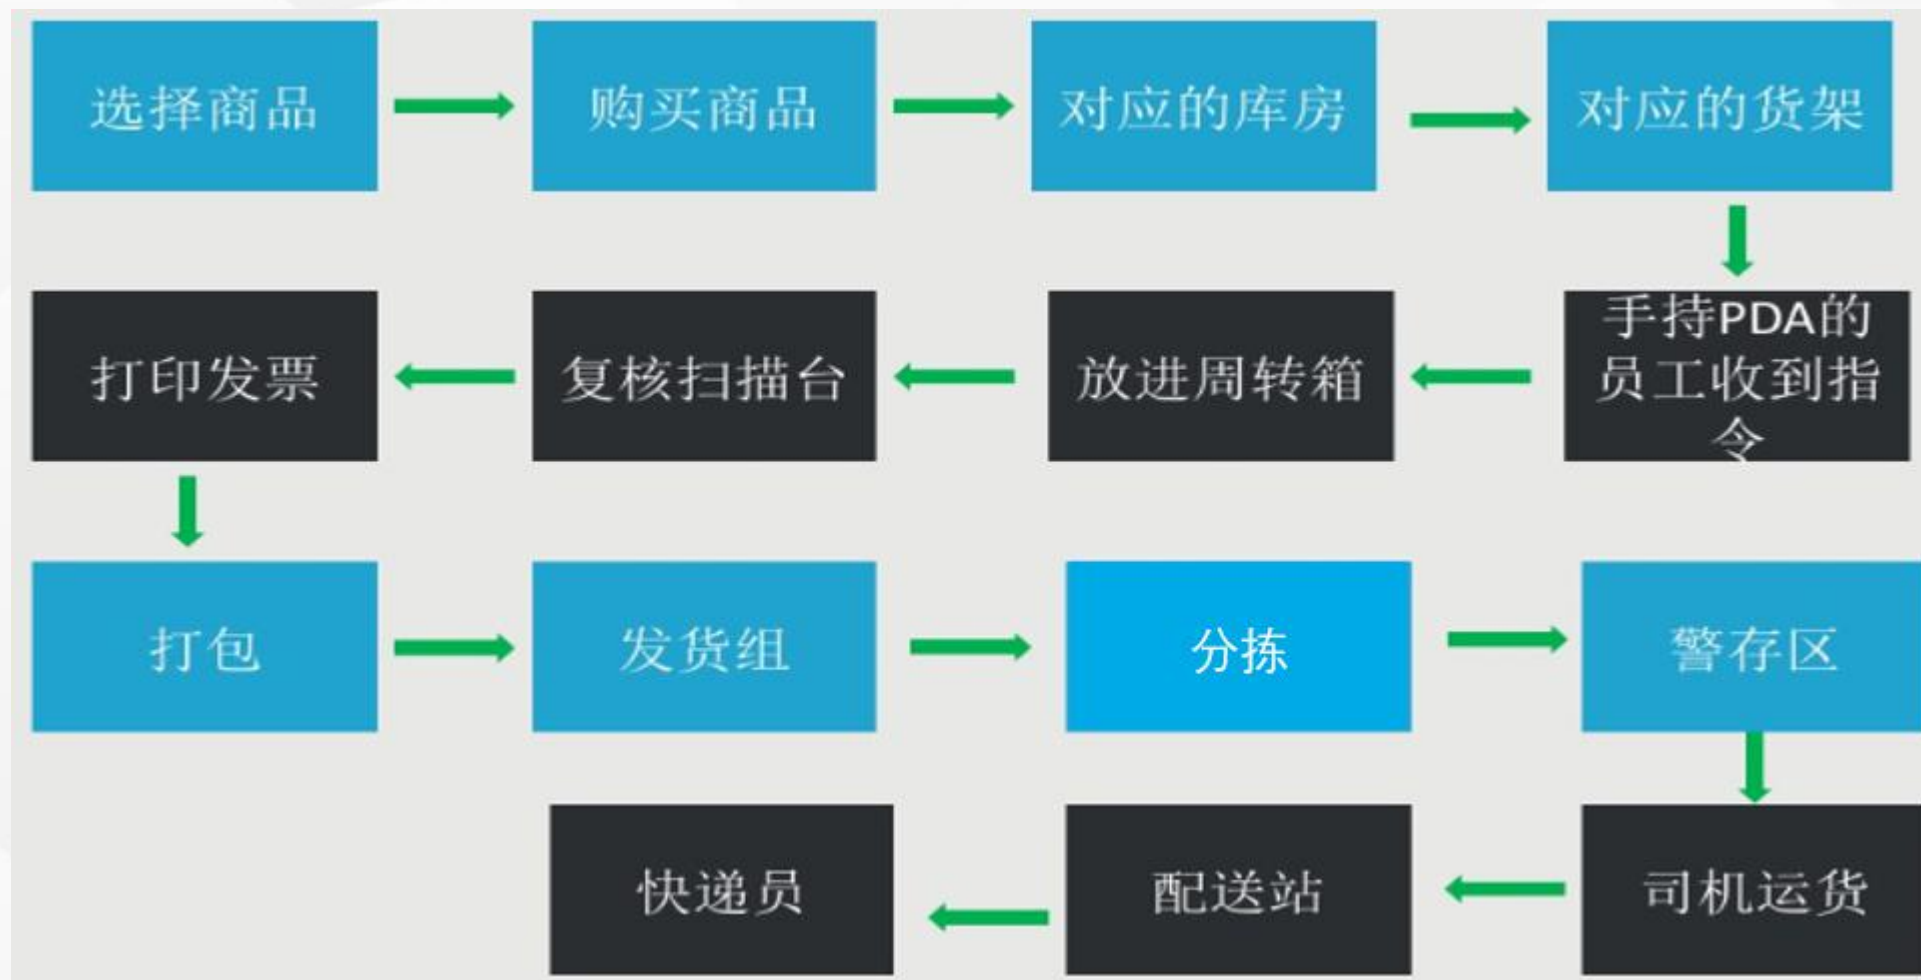 选择商品
购买商品
对应的库房
对应的货架
手持PDA的
员工收到指
令
放进周转箱
复核扫描台
打印发票
打包
发货组
分拣
警存区
司机运货
配送站
快递员